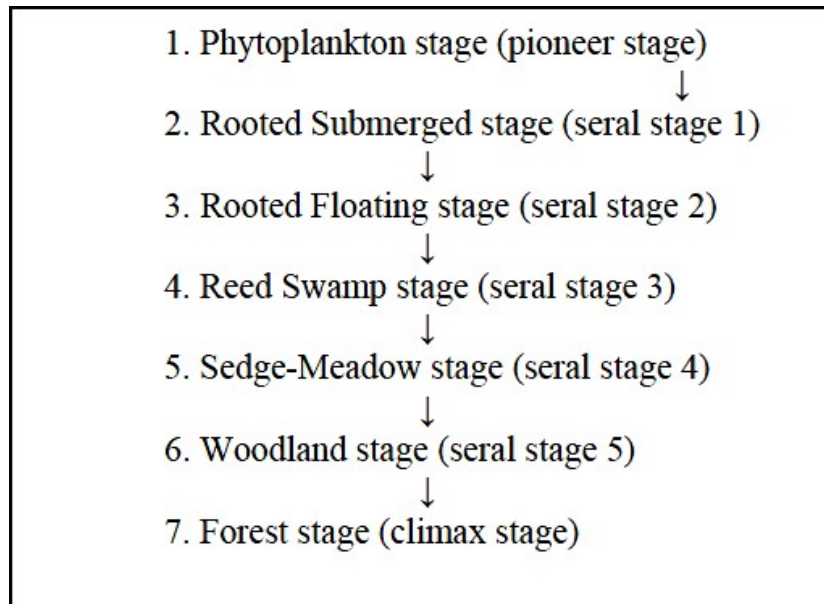 1. Phytoplankton stage (pioneer stage)
↓
2. Rooted Submerged stage (seral stage 1)
↓
3. Rooted Floating stage (seral stage 2)
↓
4. Reed Swamp stage (seral stage 3)
↓
5. Sedge-Meadow stage (seral stage 4)
↓
6. Woodland stage (seral stage 5)
↓
7. Forest stage (climax stage)